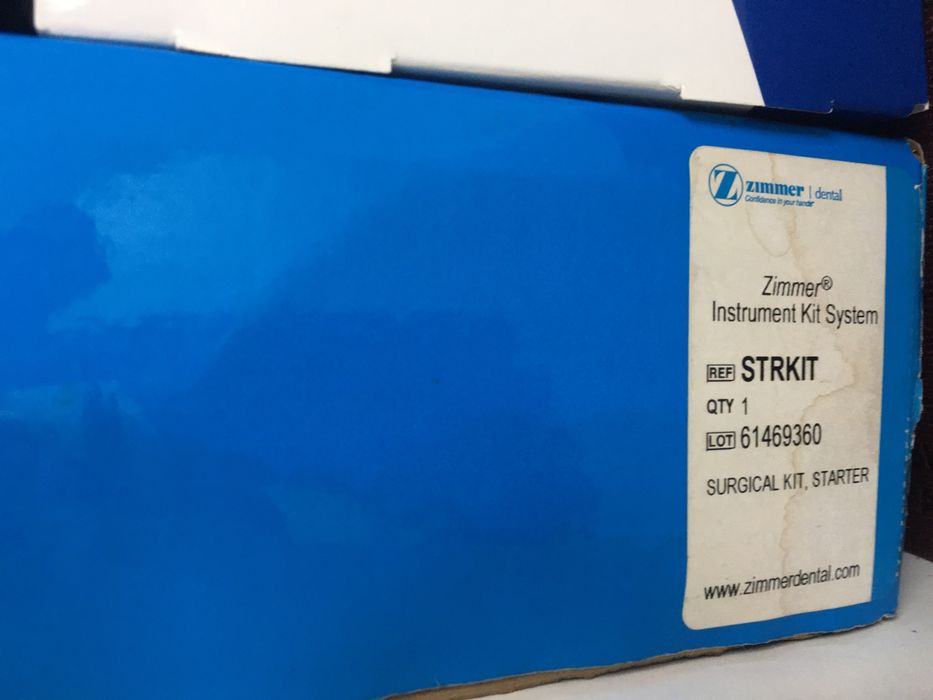 Z zimmer | dental
Confidence in your hands®
Zimmer®
Instrument Kit System
REF STRKIT
QTY 1
LOT 61469360
SURGICAL KIT, STARTER
www.zimmerdental.com